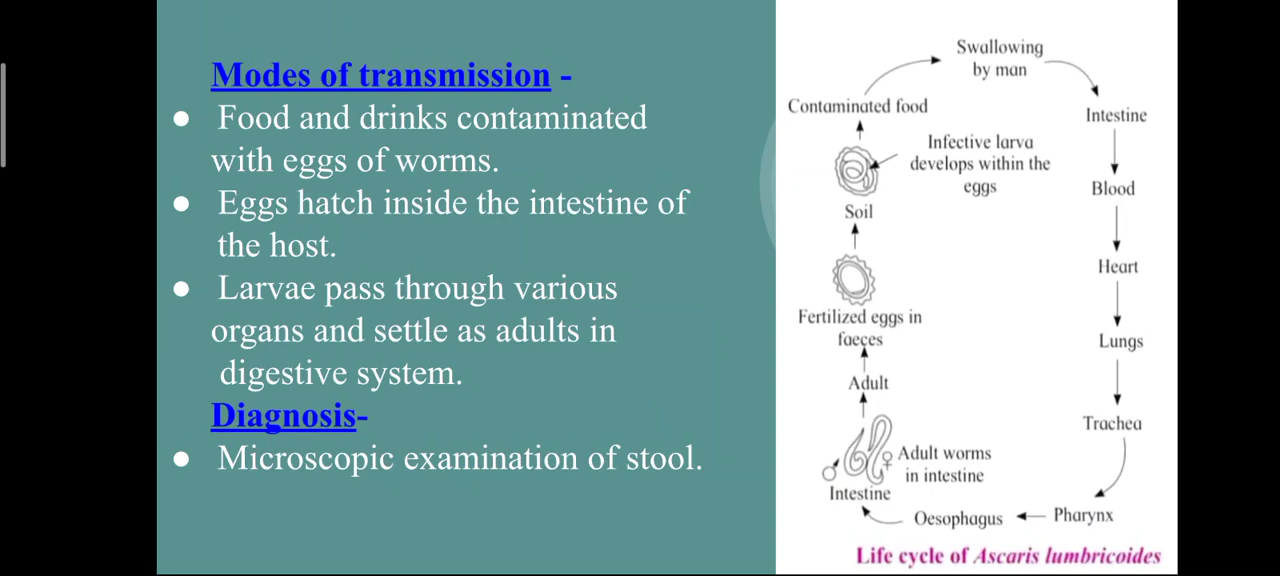 Modes of transmission -
● Food and drinks contaminated
with eggs of worms.
● Eggs hatch inside the intestine of
the host.
● Larvae pass through various
organs and settle as adults in
digestive system.
Diagnosis-
● Microscopic examination of stool.
Swallowing
by man
Contaminated food
Intestine
Infective larva
develops within the
eggs
Blood
Soil
Heart
Fertilized eggs in
faeces
Lungs
Adult
Trachea
♂
♀
Adult worms
in intestine
Intestine
Oesophagus
Pharynx
Life cycle of Ascaris lumbricoides